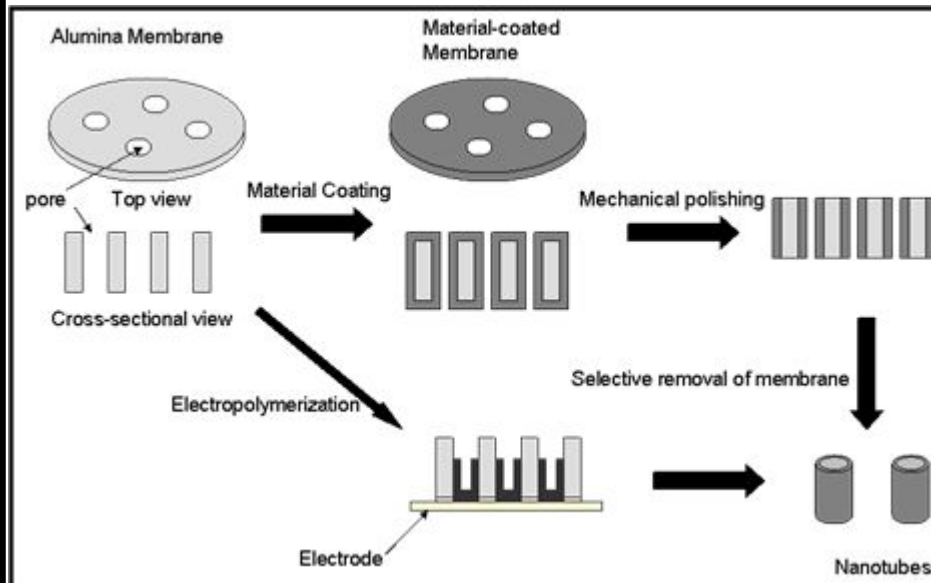 Alumina Membrane
Material-coated
Membrane
pore
Top view
Material Coating
Mechanical polishing
Cross-sectional view
Electropolymerization
Selective removal of membrane
Electrode
Nanotubes